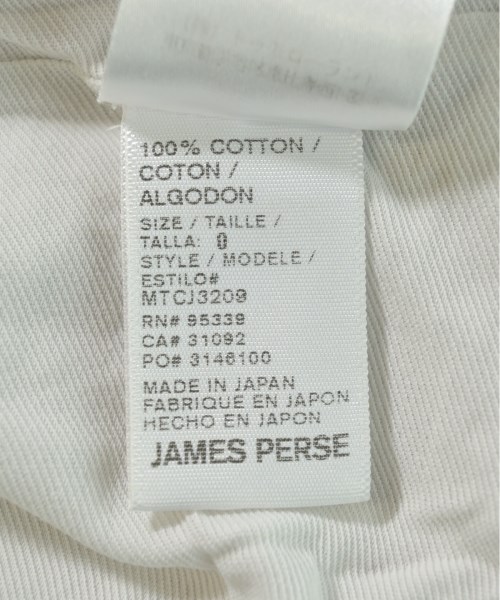 100% COTTON /
COTON /
ALGODON
SIZE / TAILLE /
TALLA: 0
STYLE / MODELE /
ESTILO#
MTCJ3209
RN# 95339
CA# 31092
PO# 3146100
MADE IN JAPAN
FABRIQUE EN JAPON
HECHO EN JAPON
JAMES PERSE